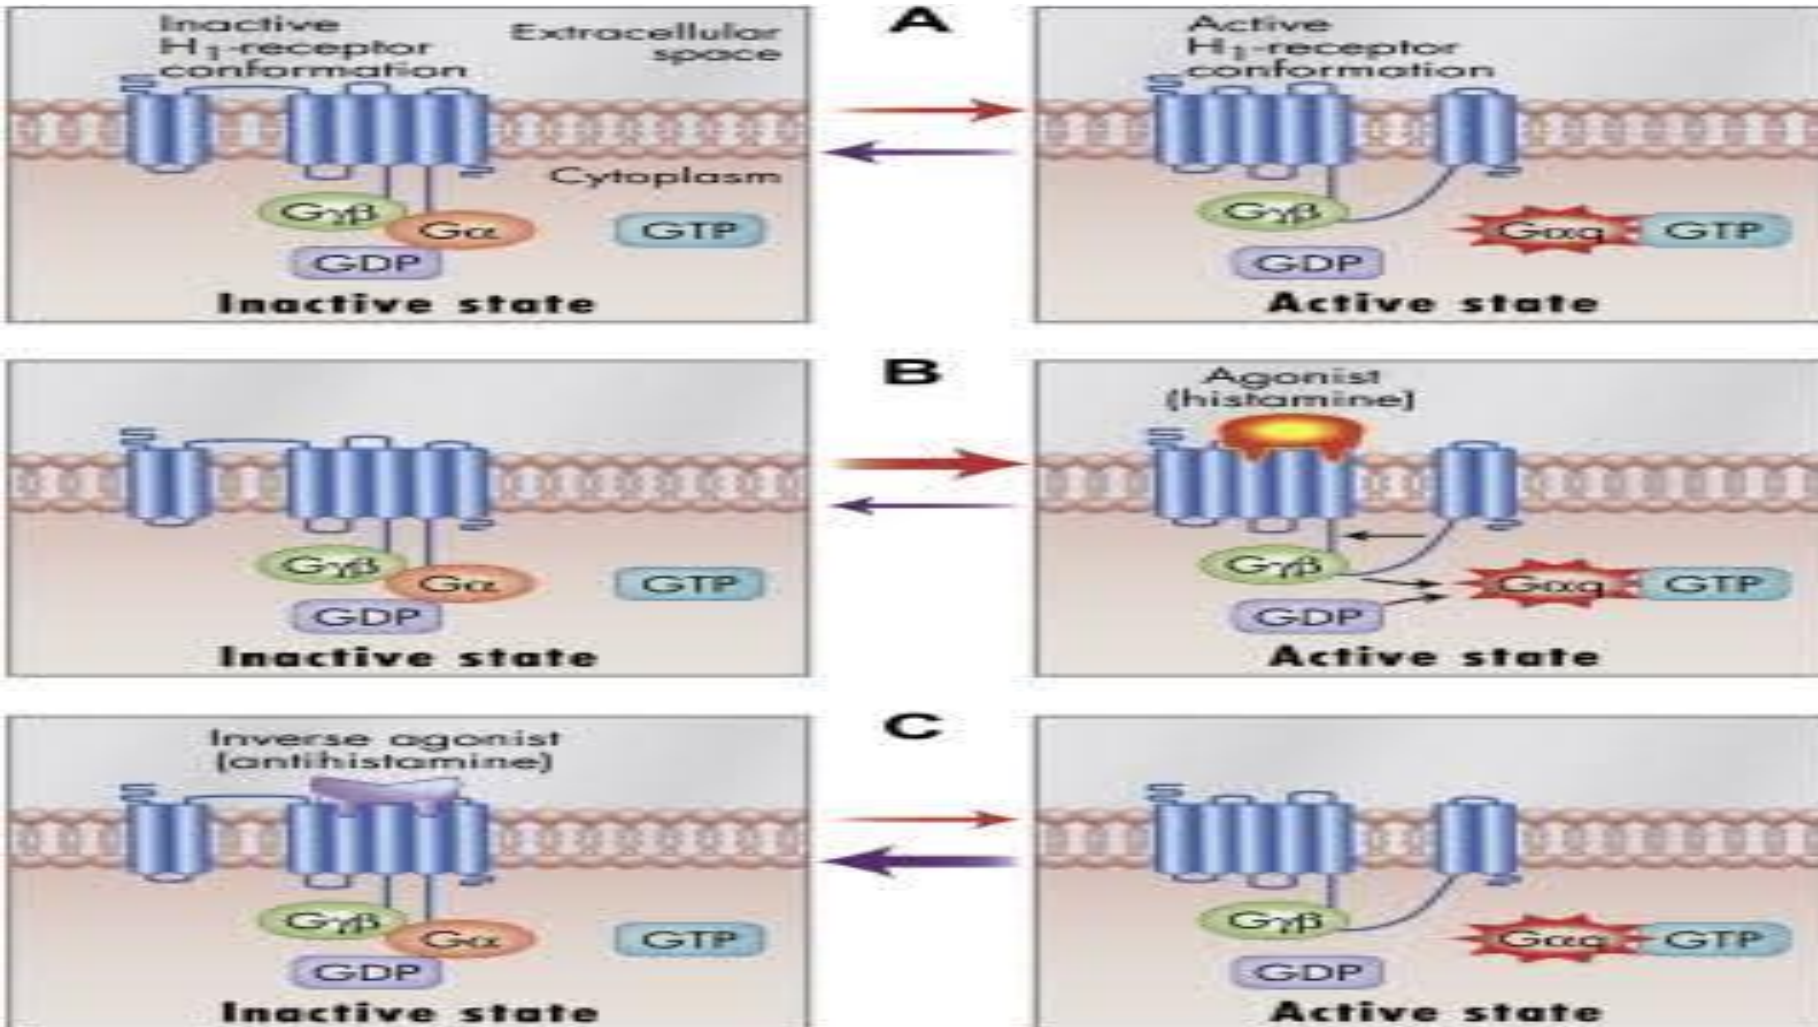 A
Inactive
H1-receptor
conformation
Extracellular
space
Cytoplasm
Gγβ
Gα
GTP
GDP
Inactive state
Active
H1-receptor
conformation
Gγβ
Gαq
GTP
GDP
Active state
B
Gγβ
Gα
GTP
GDP
Inactive state
Agonist
(histamine)
Gγβ
Gαq
GTP
GDP
Active state
C
Inverse agonist
(antihistamine)
Gγβ
Gα
GTP
GDP
Inactive state
Gγβ
Gαq
GTP
GDP
Active state